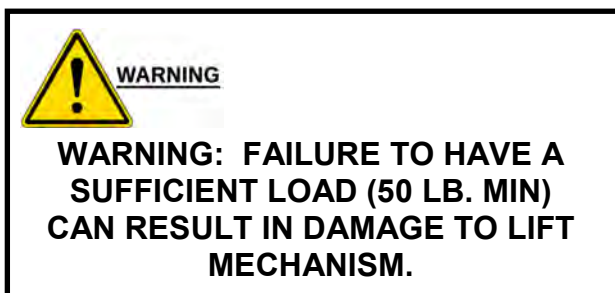 WARNING
WARNING:  FAILURE TO HAVE A
SUFFICIENT LOAD (50 LB. MIN)
CAN RESULT IN DAMAGE TO LIFT
MECHANISM.